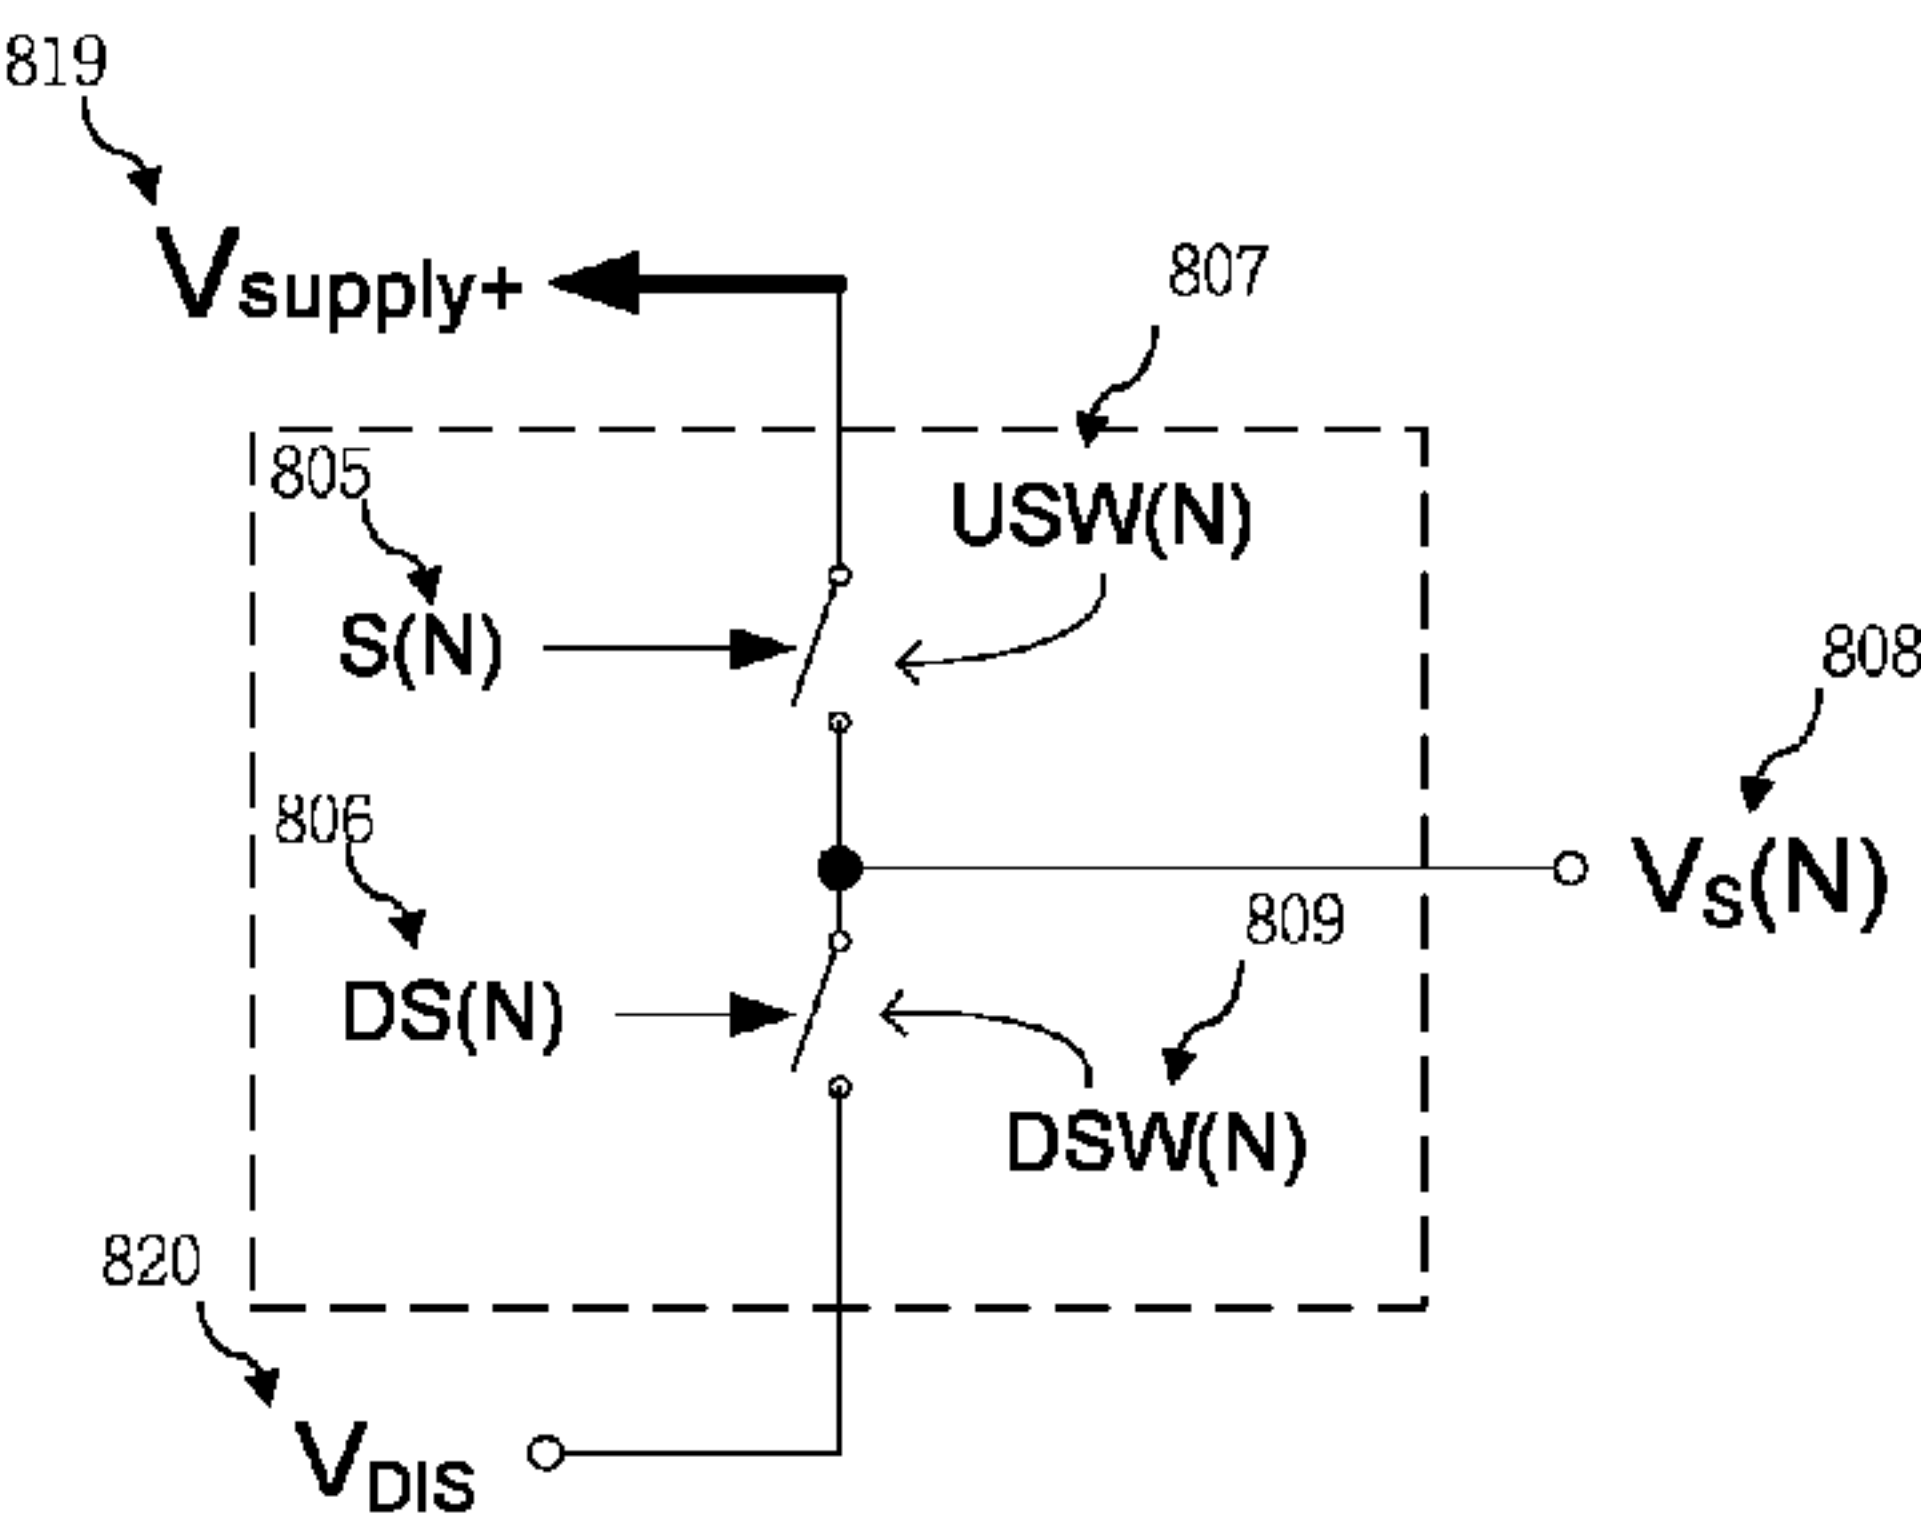 819
Vsupply+
807
805
USW(N)
S(N)
808
806
VS(N)
809
DS(N)
DSW(N)
820
VDIS